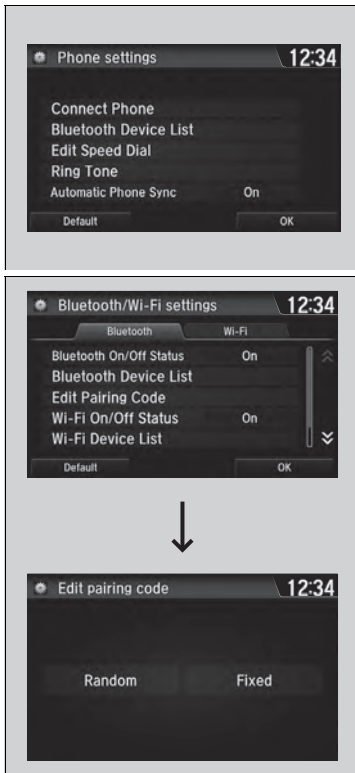 Phone settings 12:34
Connect Phone
Bluetooth Device List
Edit Speed Dial
Ring Tone
Automatic Phone Sync On
Default OK
Bluetooth/Wi-Fi settings 12:34
Bluetooth Wi-Fi
Bluetooth On/Off Status On
Bluetooth Device List
Edit Pairing Code
Wi-Fi On/Off Status On
Wi-Fi Device List
Default OK
Edit pairing code 12:34
Random Fixed